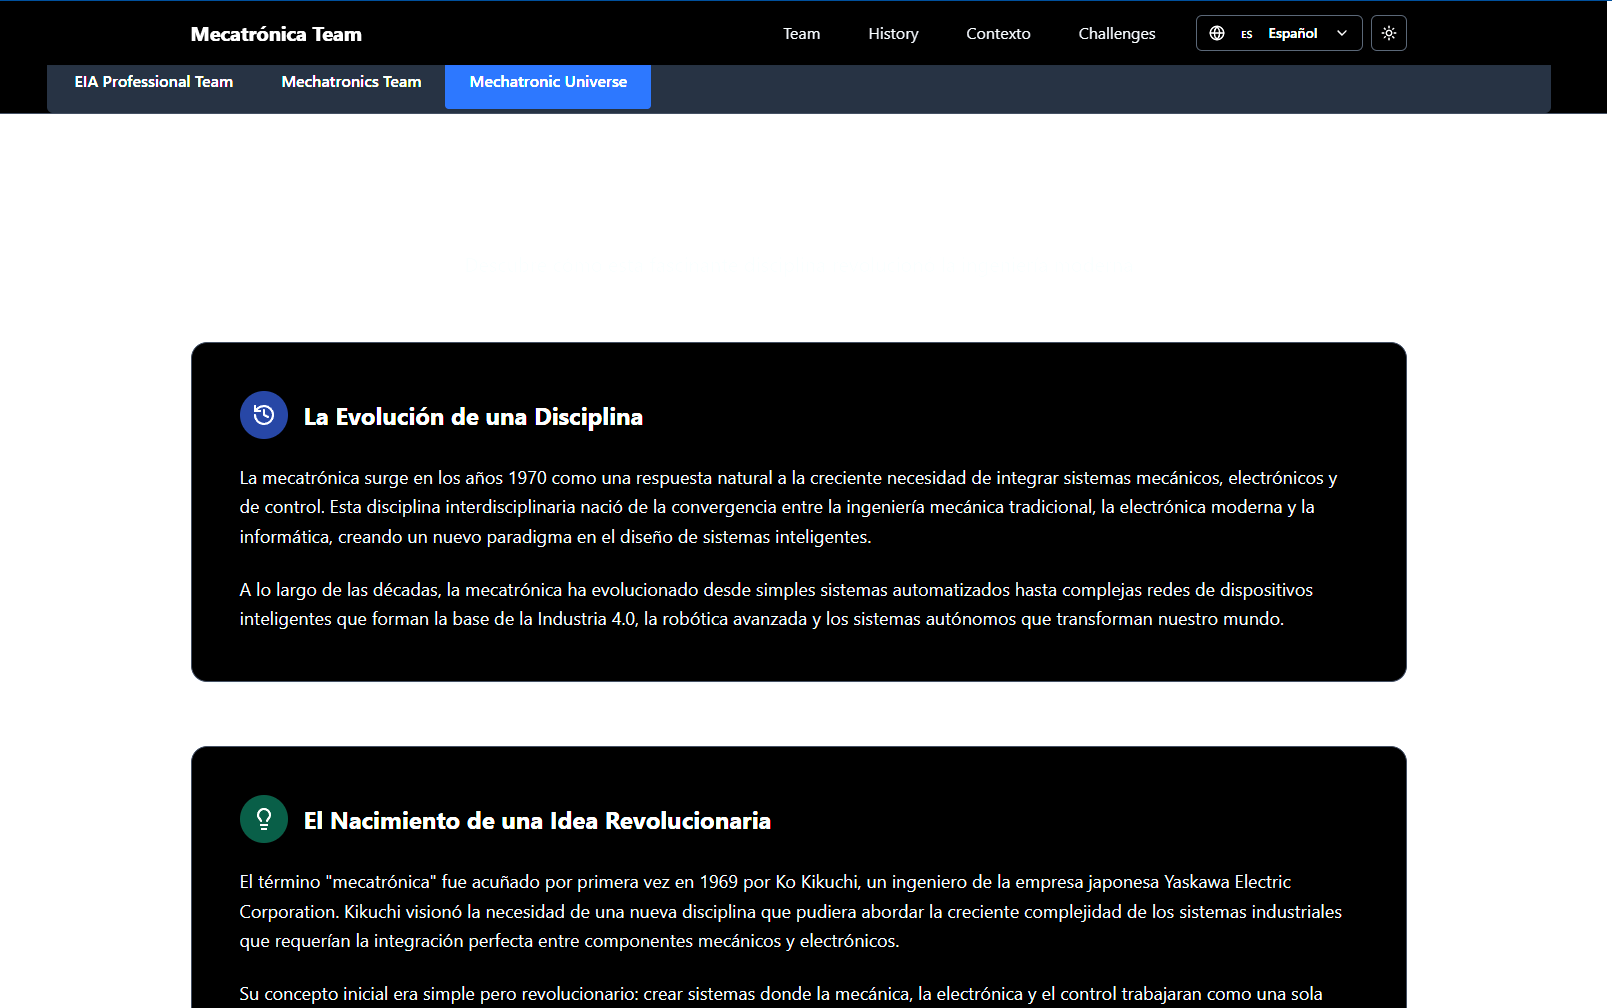 Mecatrónica Team
Team
History
Contexto
Challenges
ES Español
EIA Professional Team
Mechatronics Team
Mechatronic Universe
La Evolución de una Disciplina
La mecatrónica surge en los años 1970 como una respuesta natural a la creciente necesidad de integrar sistemas mecánicos, electrónicos y
de control. Esta disciplina interdisciplinaria nació de la convergencia entre la ingeniería mecánica tradicional, la electrónica moderna y la
informática, creando un nuevo paradigma en el diseño de sistemas inteligentes.
A lo largo de las décadas, la mecatrónica ha evolucionado desde simples sistemas automatizados hasta complejas redes de dispositivos
inteligentes que forman la base de la Industria 4.0, la robótica avanzada y los sistemas autónomos que transforman nuestro mundo.
El Nacimiento de una Idea Revolucionaria
El término "mecatrónica" fue acuñado por primera vez en 1969 por Ko Kikuchi, un ingeniero de la empresa japonesa Yaskawa Electric
Corporation. Kikuchi visionó la necesidad de una nueva disciplina que pudiera abordar la creciente complejidad de los sistemas industriales
que requerían la integración perfecta entre componentes mecánicos y electrónicos.
Su concepto inicial era simple pero revolucionario: crear sistemas donde la mecánica, la electrónica y el control trabajaran como una sola